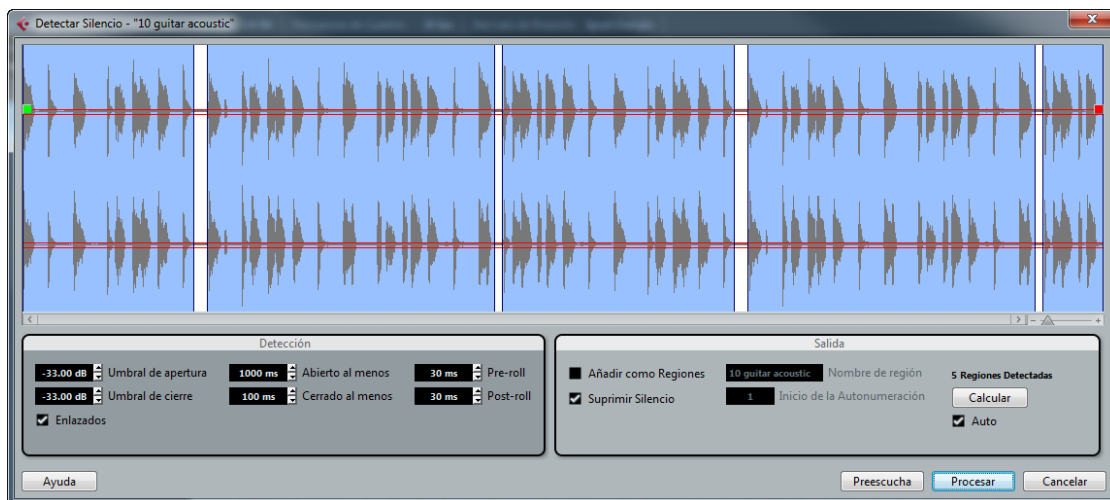 Detectar Silencio - "10 guitar acoustic"
Detección
-33.00 dB Umbral de apertura 1000 ms Abierto al menos 30 ms Pre-roll
-33.00 dB Umbral de cierre 100 ms Cerrado al menos 30 ms Post-roll
Enlazados
Salida
Añadir como Regiones 10 guitar acoustic Nombre de región
Suprimir Silencio 1 Inicio de la Autonumeración
5 Regiones Detectadas
Calcular
Auto
Ayuda Preescucha Procesar Cancelar